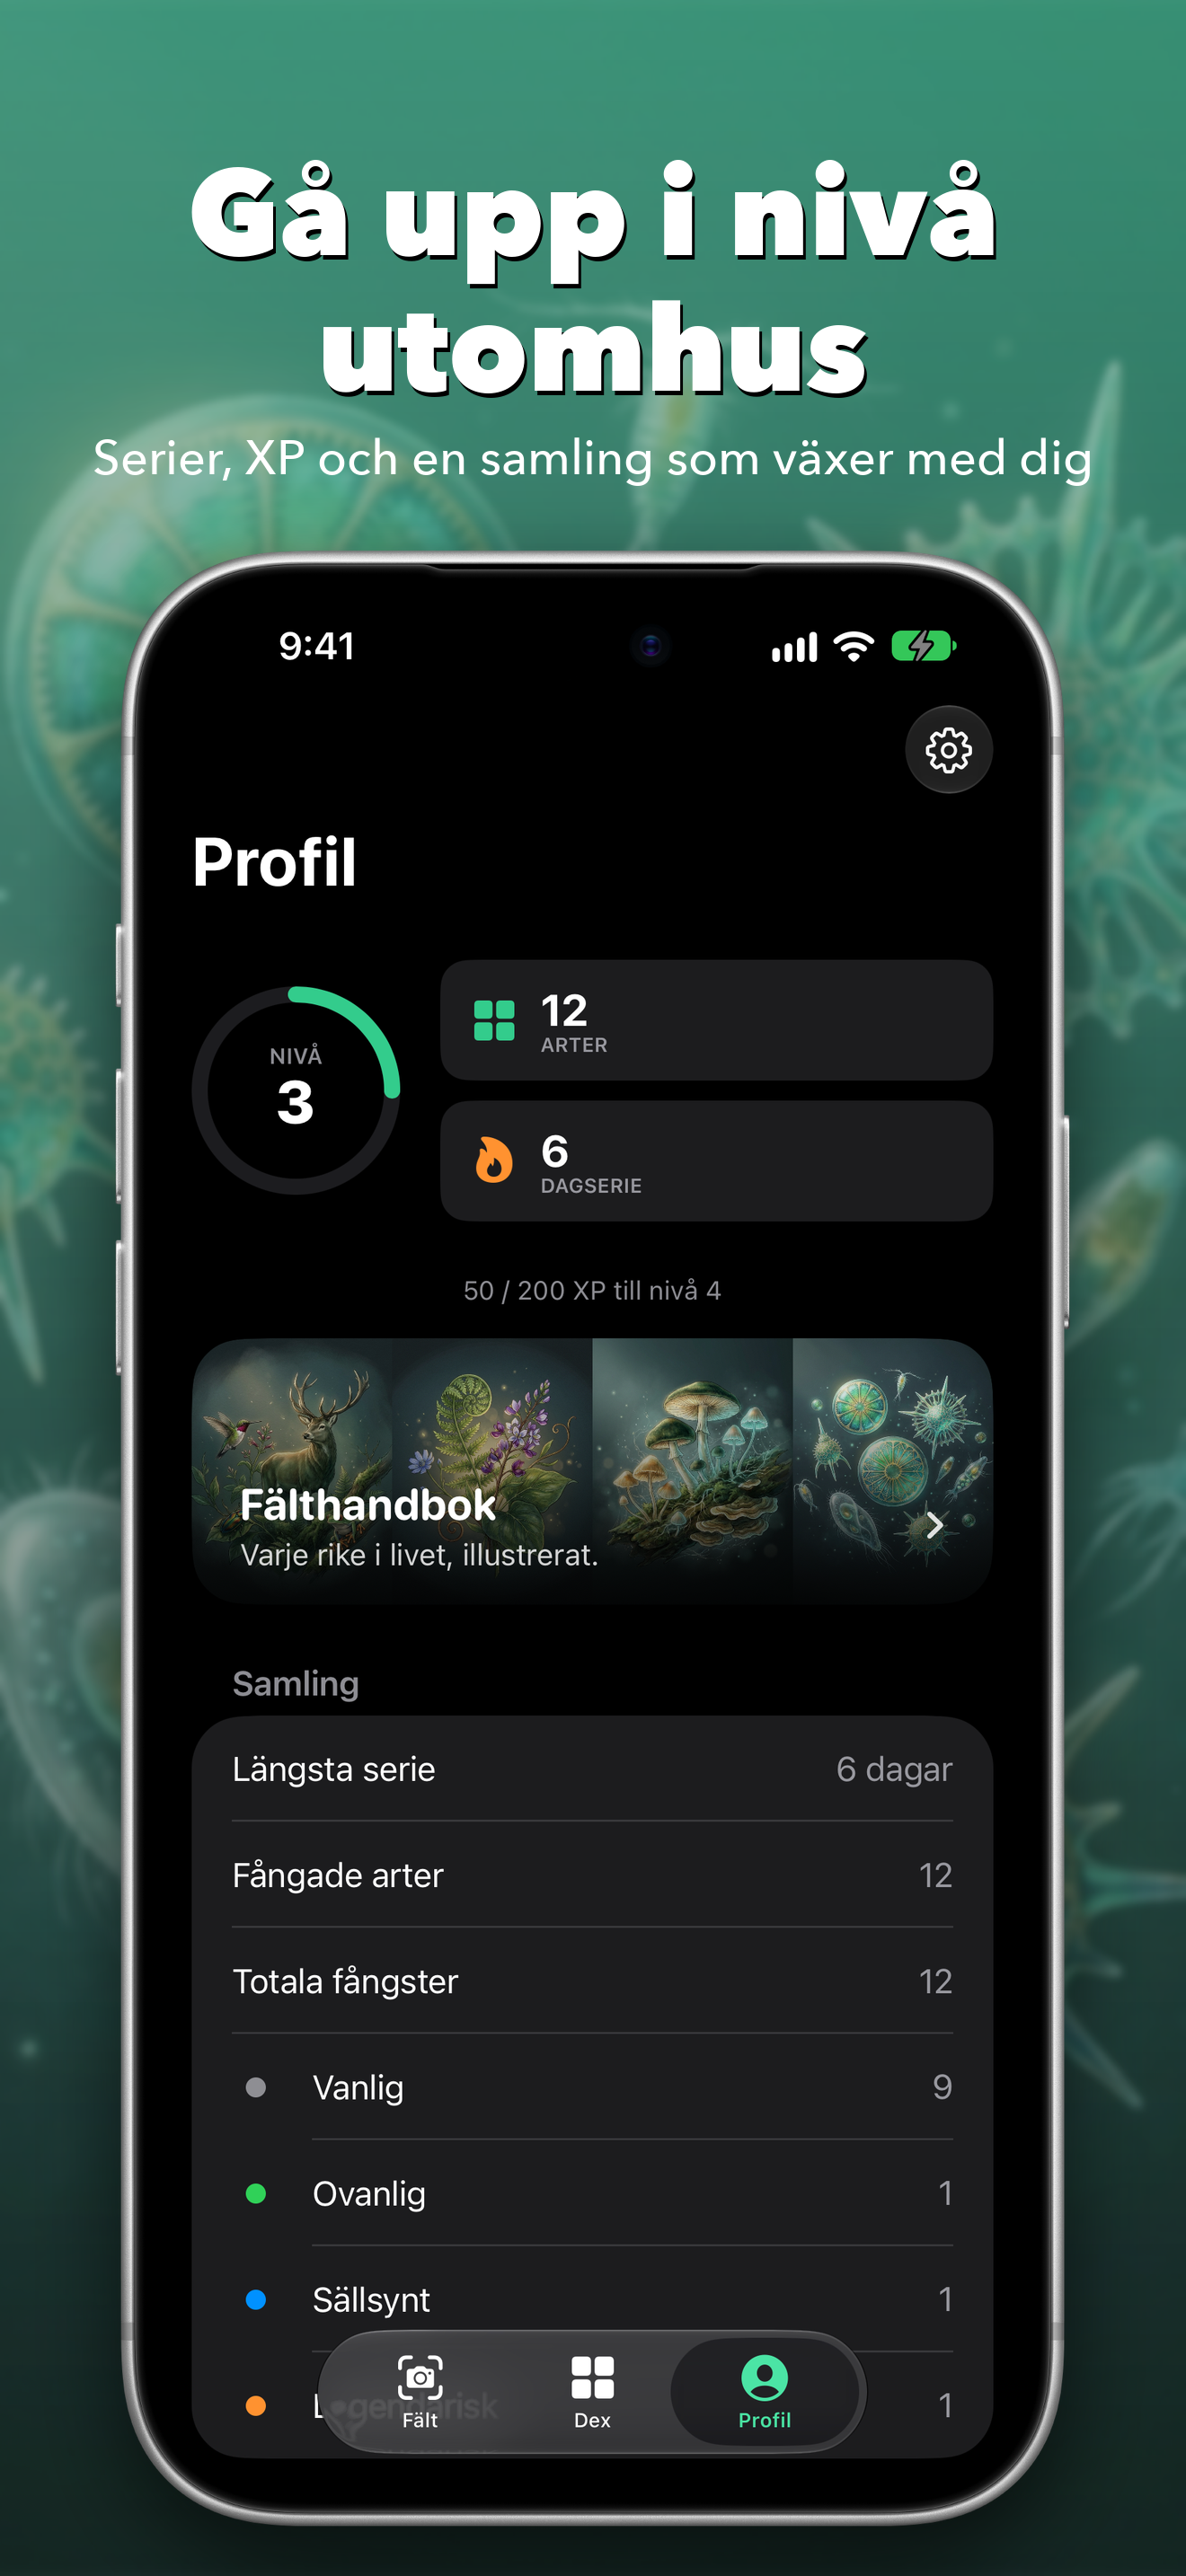 Gå upp i nivå
utomhus
Serier, XP och en samling som växer med dig
9:41
Profil
NIVÅ
3
12
ARTER
6
DAGSERIE
50 / 200 XP till nivå 4
Fälthandbok
Varje rike i livet, illustrerat.
Samling
Längsta serie 6 dagar
Fångade arter 12
Totala fångster 12
Vanlig 9
Ovanlig 1
Sällsynt 1
Legendarisk 1
Fält Dex Profil